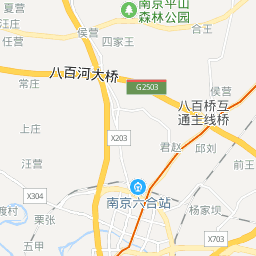 夏营
南京平山
森林公园
侯营
合王
汪营
四家王
常庄
八百河大桥
G2503
侯营
八百桥互
通主线桥
上庄
X203
君赵
邱刘
汪营
前王
X304
南京六合站
杨家坝
渡村
栗张
五甲
X703